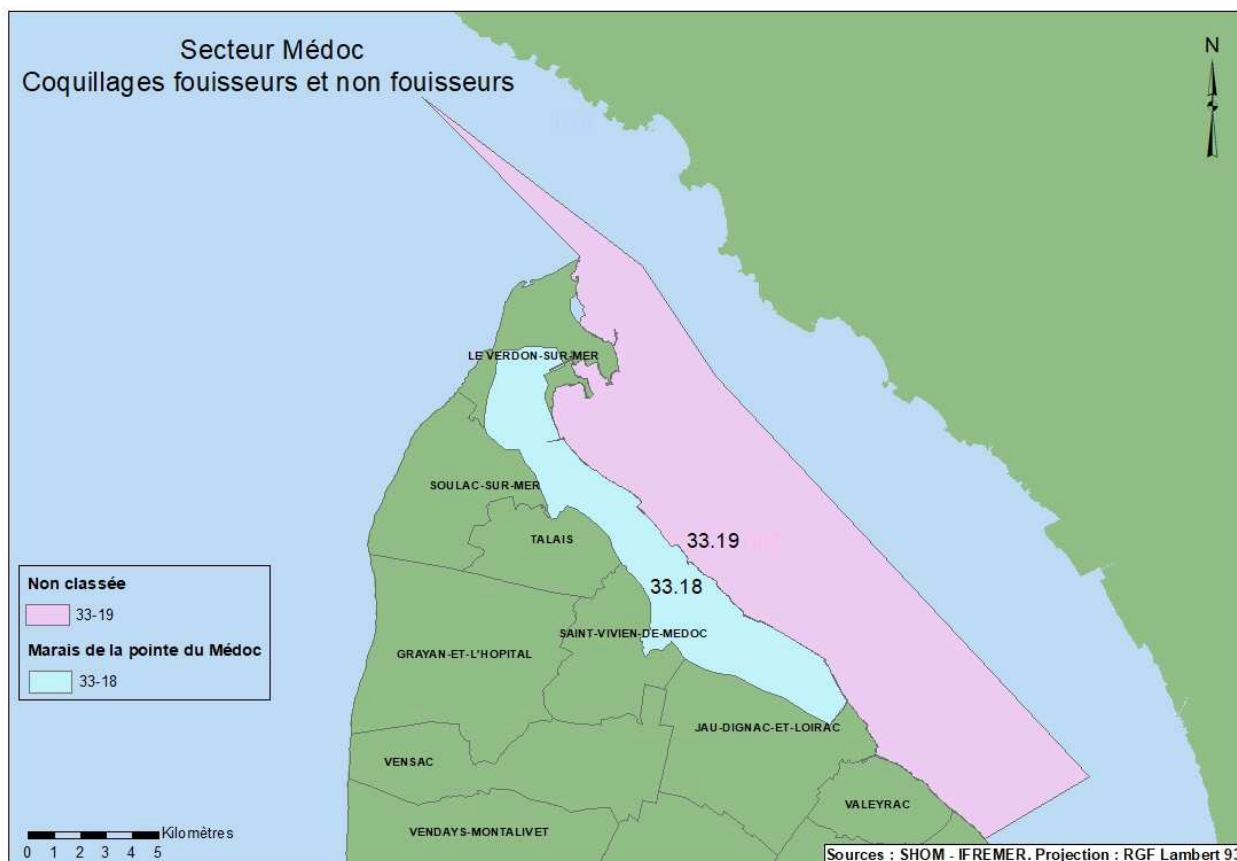 Secteur Médoc
Coquillages fouisseurs et non fouisseurs
N
LE VERDON-SUR-MER
SOULAC-SUR-MER
TALAIS
33.19
33.18
SAINT-VIVIEN-DE-MEDOC
GRAYAN-ET-L'HOPITAL
JAU-DIGNAC-ET-LOIRAC
VENSAC
VALEYRAC
VENDAYS-MONTALIVET
Non classée
33-19
Marais de la pointe du Médoc
33-18
Kilomètres
0 1 2 3 4 5
Sources : SHOM - IFREMER. Projection : RGF Lambert 93